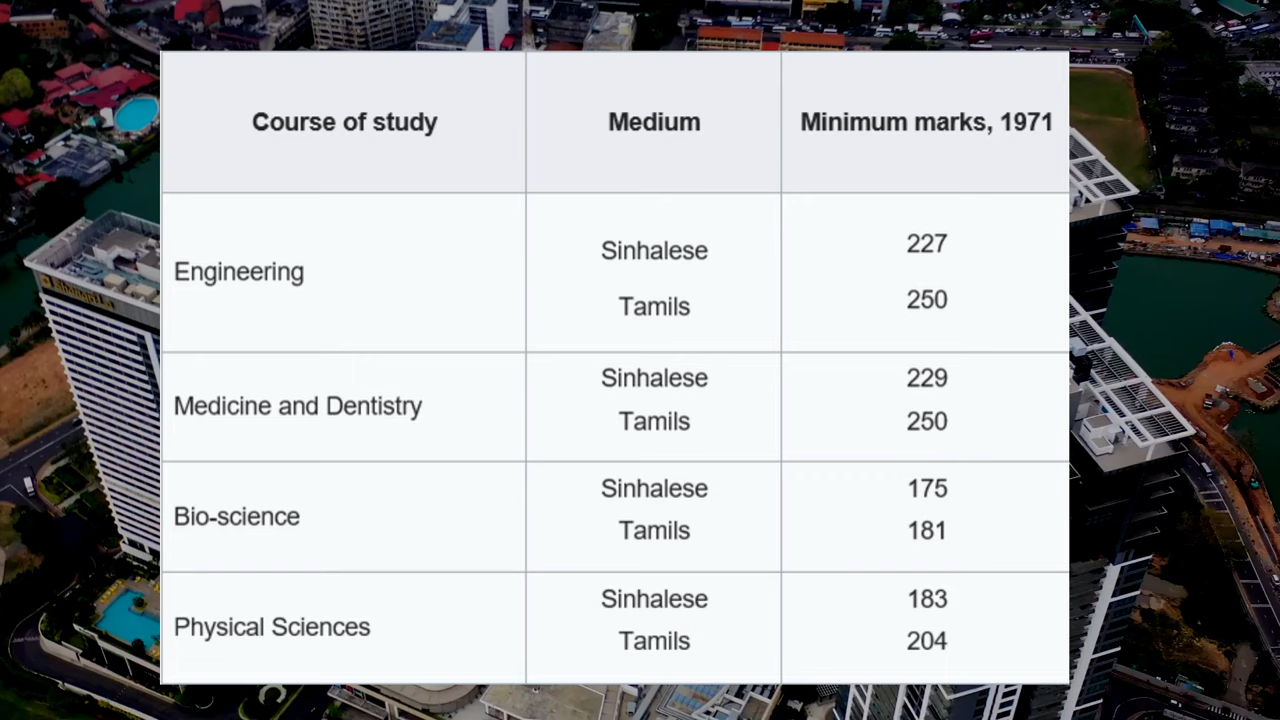 Course of study Medium Minimum marks, 1971
Engineering
Sinhalese 227
Tamils 250
Medicine and Dentistry
Sinhalese 229
Tamils 250
Bio-science
Sinhalese 175
Tamils 181
Physical Sciences
Sinhalese 183
Tamils 204